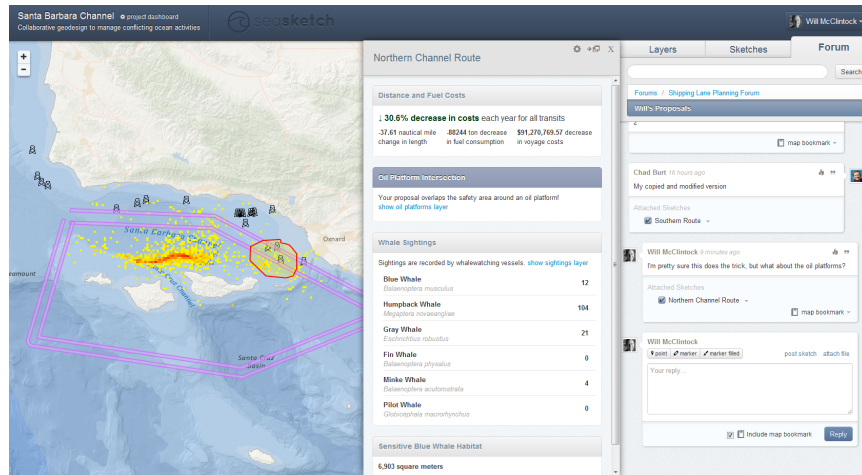 Santa Barbara Channel project dashboard
Collaborative geodesign to manage conflicting ocean activities
seasketch
Will McClintock
+
−
Santa Barbara Channel
Santa Cruz Channel
Oxnard
Santa Cruz
Basin
Northern Channel Route
X
Distance and Fuel Costs
↓ 30.6% decrease in costs each year for all transits
-37.61 nautical mile change in length
-88244 ton decrease in fuel consumption
$91,270,769.57 decrease in voyage costs
Oil Platform Intersection
Your proposal overlaps the safety area around an oil platform!
show oil platforms layer
Whale Sightings
Sightings are recorded by whalewatching vessels. show sightings layer
Blue Whale
Balaenoptera musculus
12
Humpback Whale
Megaptera novaeangliae
104
Gray Whale
Eschrichtius robustus
21
Fin Whale
Balaenoptera physalus
0
Minke Whale
Balaenoptera acutorostrata
4
Pilot Whale
Globicephala macrorhynchus
0
Sensitive Blue Whale Habitat
6,903 square meters
Layers
Sketches
Forum
Search
Forums / Shipping Lane Planning Forum
Will's Proposals
map bookmark
Chad Burt 16 hours ago
My copied and modified version
Attached Sketches
Southern Route
Will McClintock 9 minutes ago
I'm pretty sure this does the trick, but what about the oil platforms?
Attached Sketches
Northern Channel Route
map bookmark
Will McClintock
point marker marker filled
post sketch attach file
Your reply...
Include map bookmark
Reply